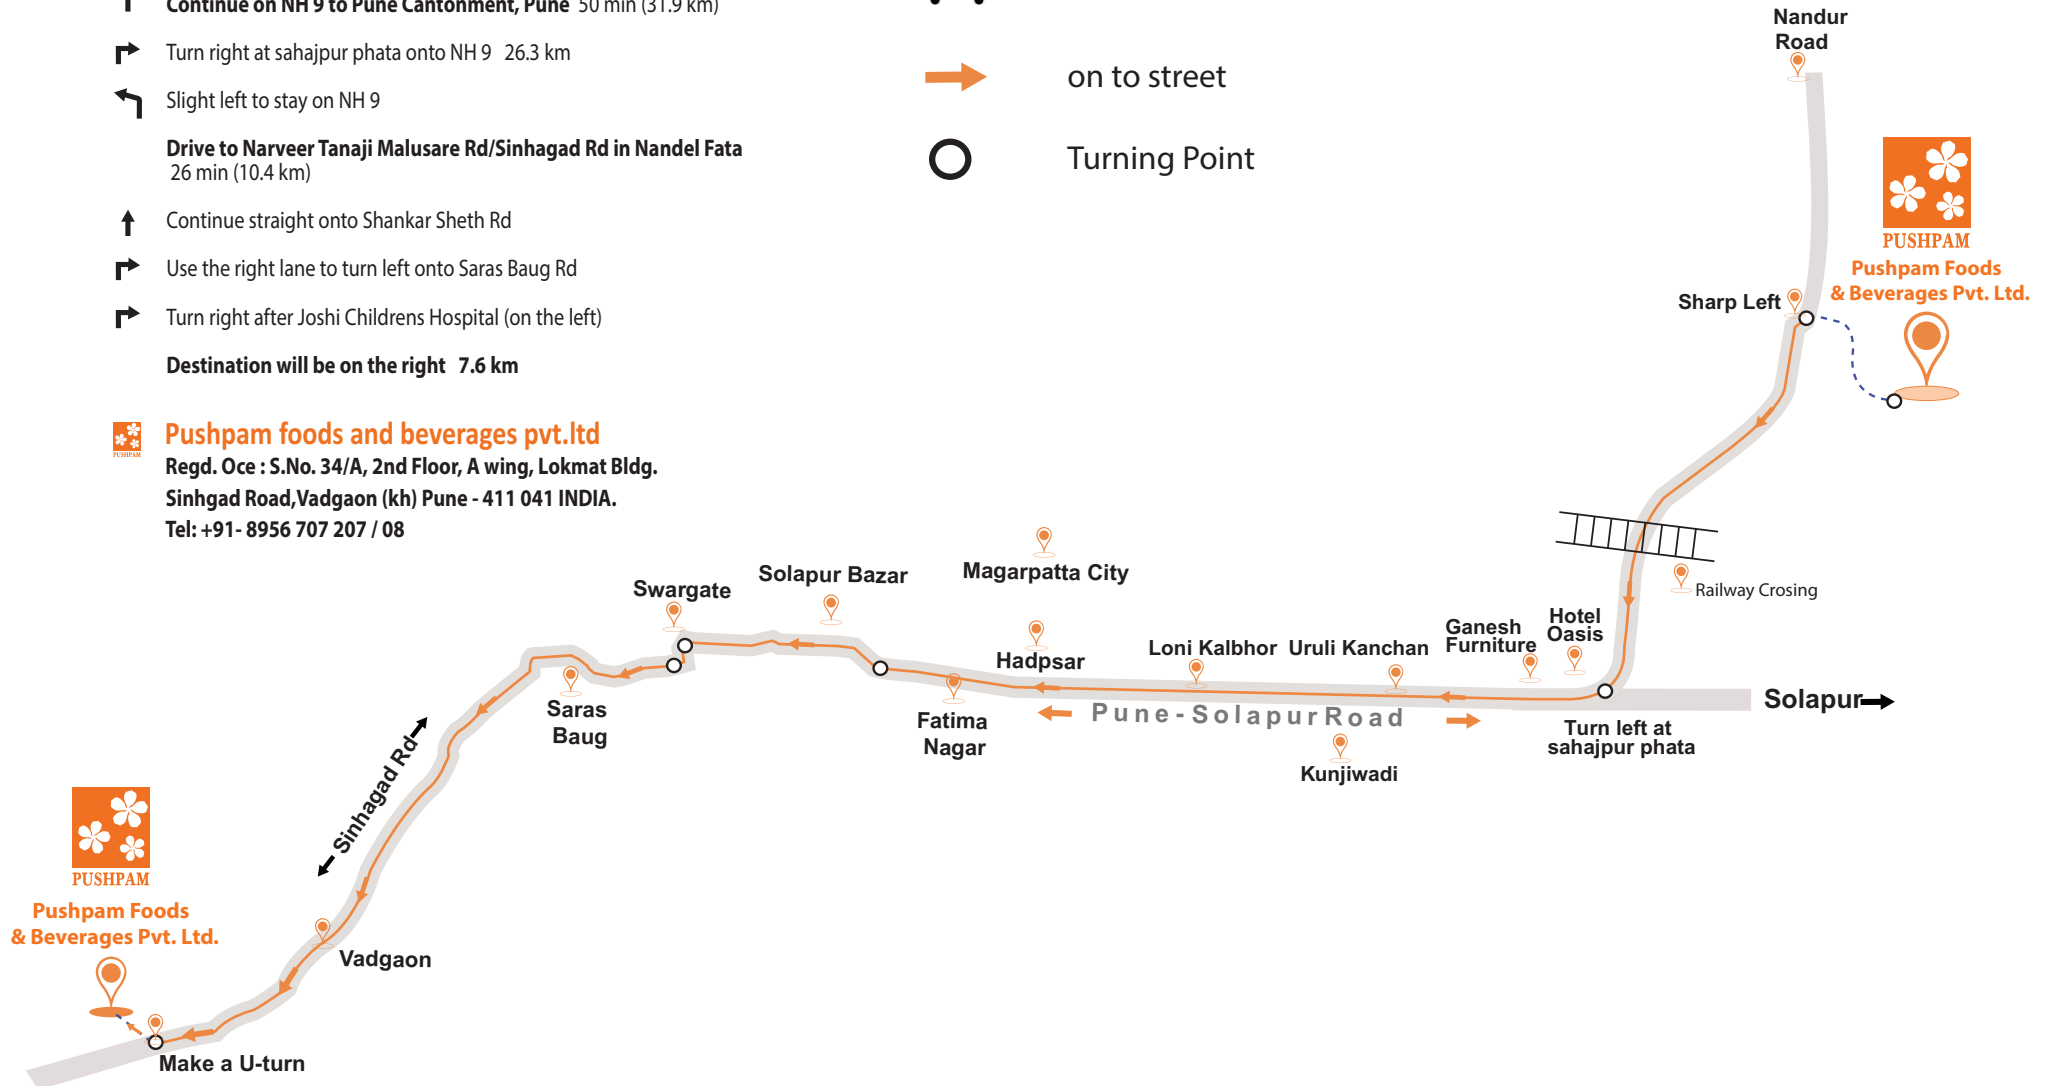 Continue on NH 9 to Pune Cantonment, Pune 50 min (31.9 km)
Turn right at sahajpur phata onto NH 9 26.3 km
Slight left to stay on NH 9
Drive to Narveer Tanaji Malusare Rd/Sinhagad Rd in Nandel Fata
26 min (10.4 km)
Continue straight onto Shankar Sheth Rd
Use the right lane to turn left onto Saras Baug Rd
Turn right after Joshi Childrens Hospital (on the left)
Destination will be on the right 7.6 km
PUSHPAM
Pushpam foods and beverages pvt.ltd
Regd. Oce : S.No. 34/A, 2nd Floor, A wing, Lokmat Bldg.
Sinhgad Road,Vadgaon (kh) Pune - 411 041 INDIA.
Tel: +91- 8956 707 207 / 08
on to street
Turning Point
Nandur
Road
PUSHPAM
Pushpam Foods
& Beverages Pvt. Ltd.
Sharp Left
Railway Crosing
Hotel
Oasis
Ganesh
Furniture
Uruli Kanchan
Loni Kalbhor
Magarpatta City
Hadpsar
Solapur Bazar
Swargate
Solapur
Turn left at
sahajpur phata
Pune-Solapur Road
Kunjiwadi
Fatima
Nagar
Saras
Baug
Sinhagad Rd
PUSHPAM
Pushpam Foods
& Beverages Pvt. Ltd.
Vadgaon
Make a U-turn